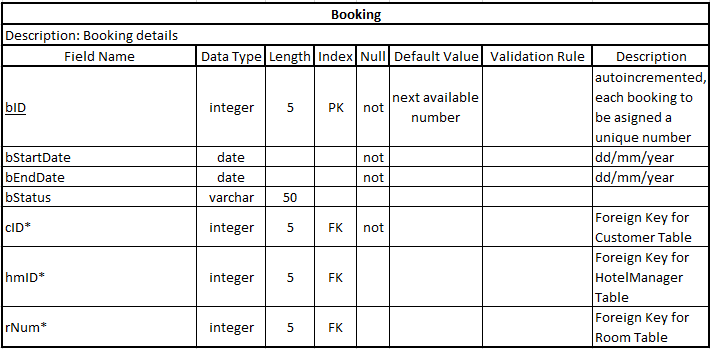 Booking
Description: Booking details
Field Name Data Type Length Index Null Default Value Validation Rule Description
bID integer 5 PK not next available number autoincremented, each booking to be asigned a unique number
bStartDate date not dd/mm/year
bEndDate date not dd/mm/year
bStatus varchar 50
cID* integer 5 FK not Foreign Key for Customer Table
hmID* integer 5 FK Foreign Key for HotelManager Table
rNum* integer 5 FK Foreign Key for Room Table